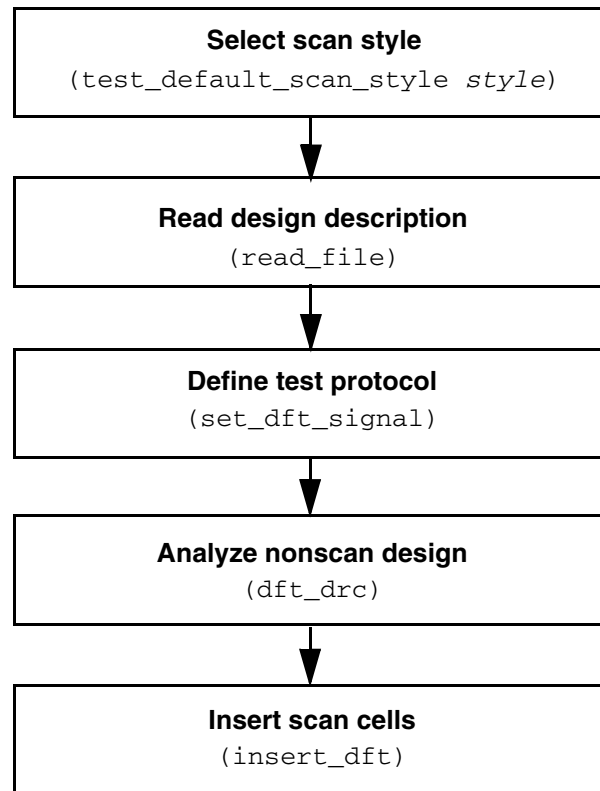 Select scan style
(test_default_scan_style style)
Read design description
(read_file)
Define test protocol
(set_dft_signal)
Analyze nonscan design
(dft_drc)
Insert scan cells
(insert_dft)